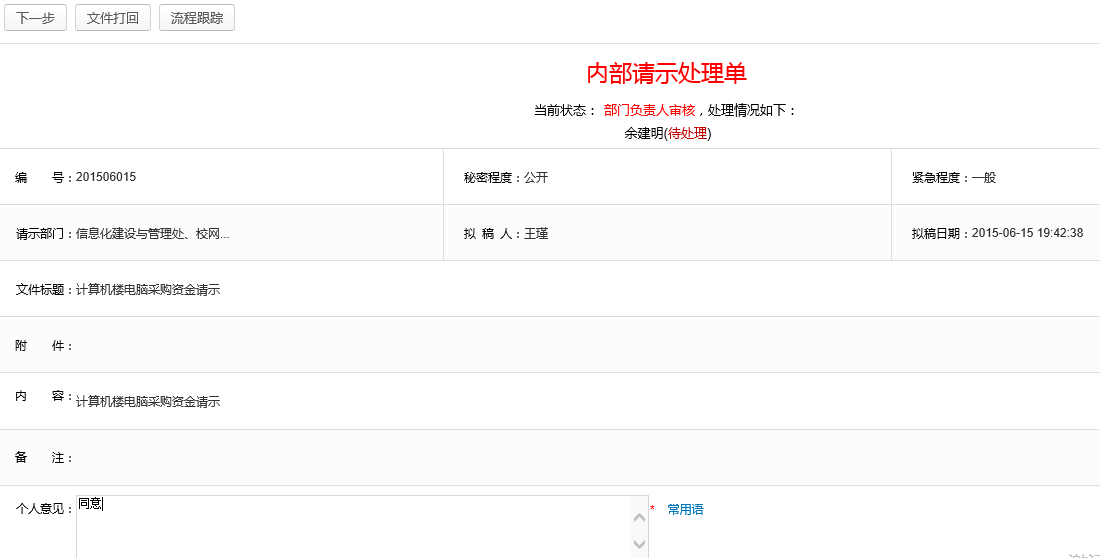 下一步 文件打回 流程跟踪
内部请示处理单
当前状态： 部门负责人审核，处理情况如下：
余建明(待处理)
编 号：201506015 秘密程度：公开 紧急程度：一般
请示部门：信息化建设与管理处、校网... 拟 稿 人：王瑾 拟稿日期：2015-06-15 19:42:38
文件标题：计算机楼电脑采购资金请示
附 件：
内 容：计算机楼电脑采购资金请示
备 注：
个人意见：同意 * 常用语